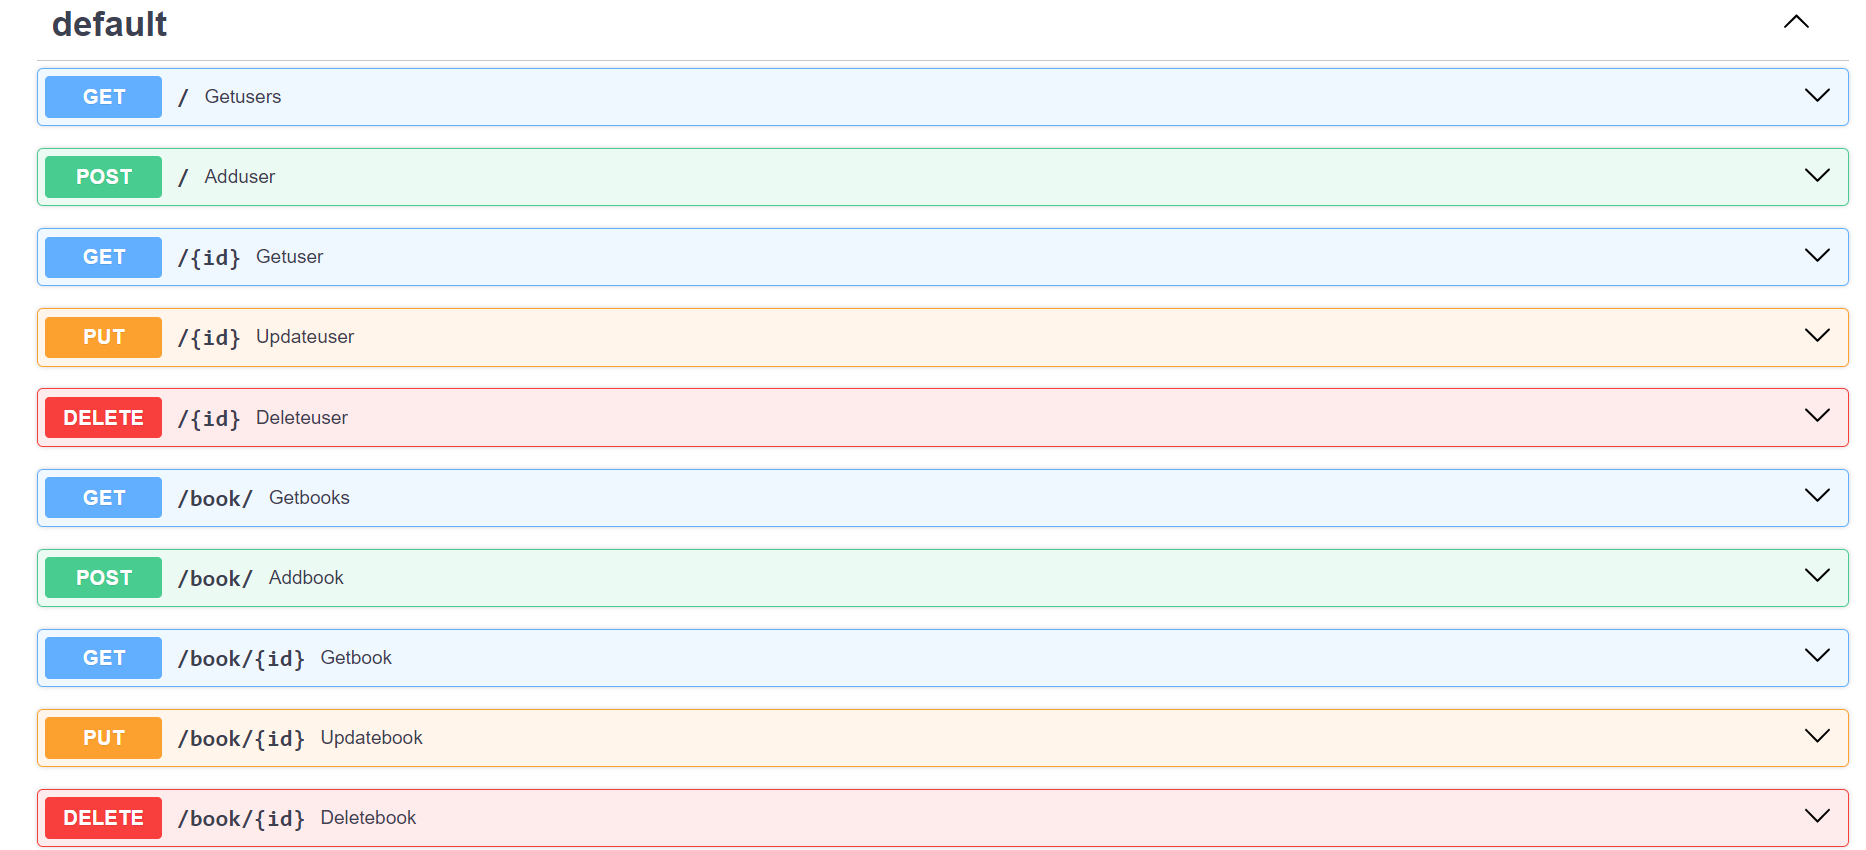 default
GET / Getusers
POST / Adduser
GET /{id} Getuser
PUT /{id} Updateuser
DELETE /{id} Deleteuser
GET /book/ Getbooks
POST /book/ Addbook
GET /book/{id} Getbook
PUT /book/{id} Updatebook
DELETE /book/{id} Deletebook